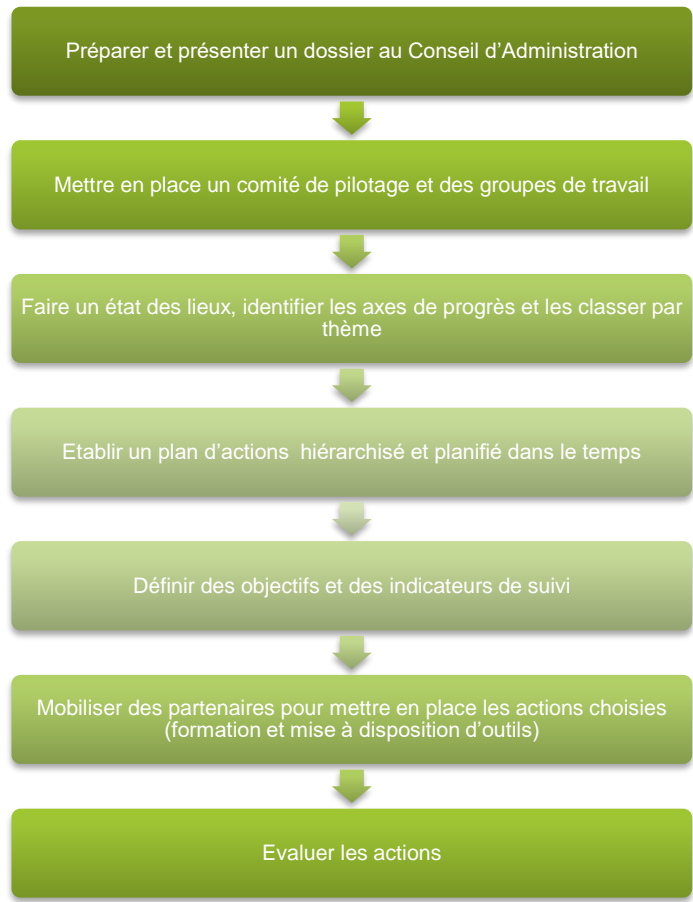 Préparer et présenter un dossier au Conseil d’Administration
Mettre en place un comité de pilotage et des groupes de travail
Faire un état des lieux, identifier les axes de progrès et les classer par
thème
Etablir un plan d’actions  hiérarchisé et planifié dans le temps
Définir des objectifs et des indicateurs de suivi
Mobiliser des partenaires pour mettre en place les actions choisies
(formation et mise à disposition d’outils)
Evaluer les actions